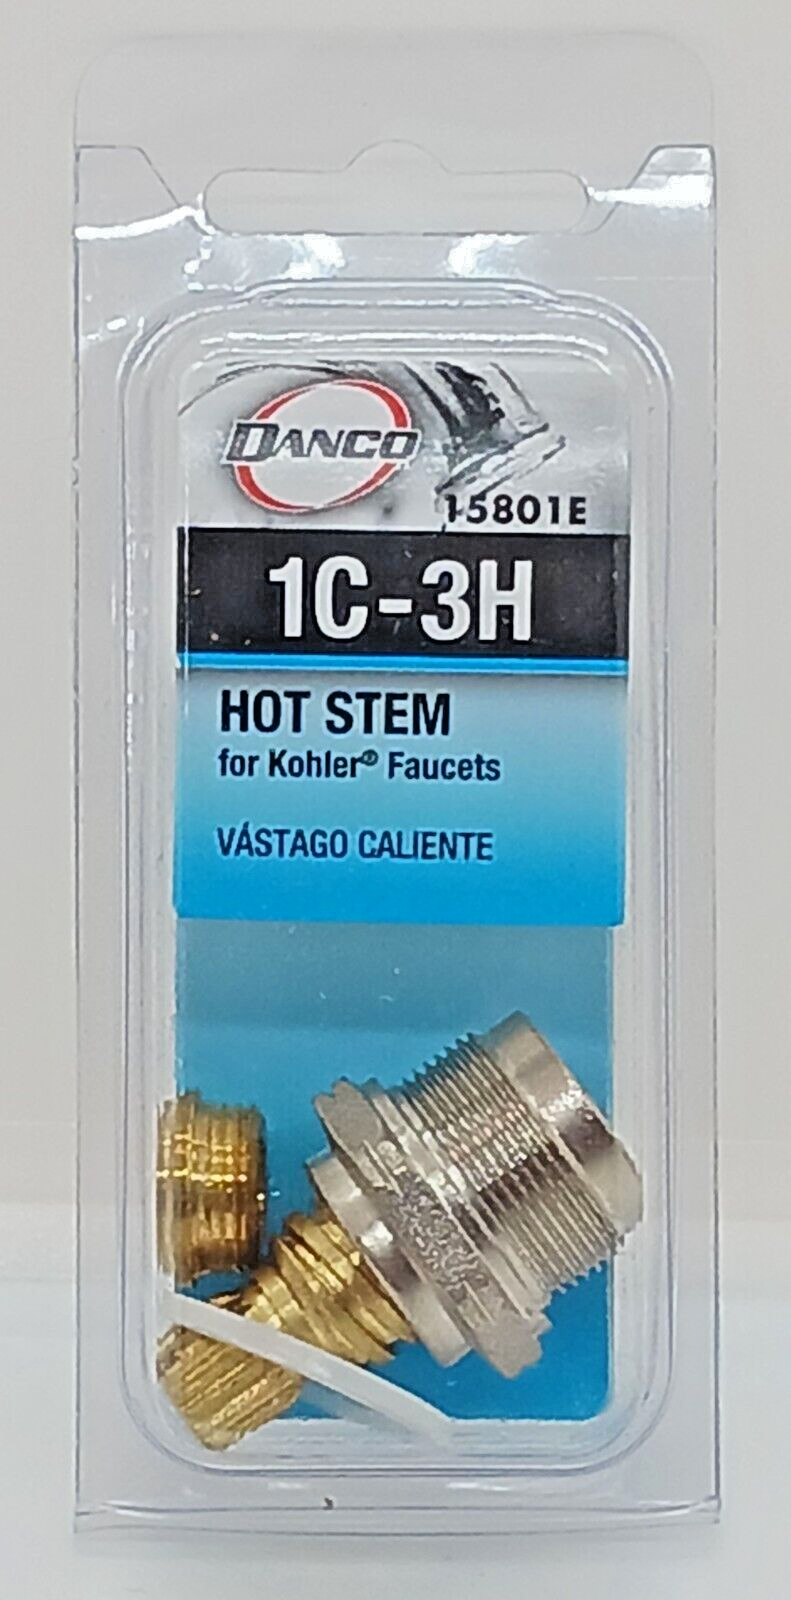 DANCO
15801E
1C-3H
HOT STEM
for Kohler® Faucets
VÁSTAGO CALIENTE